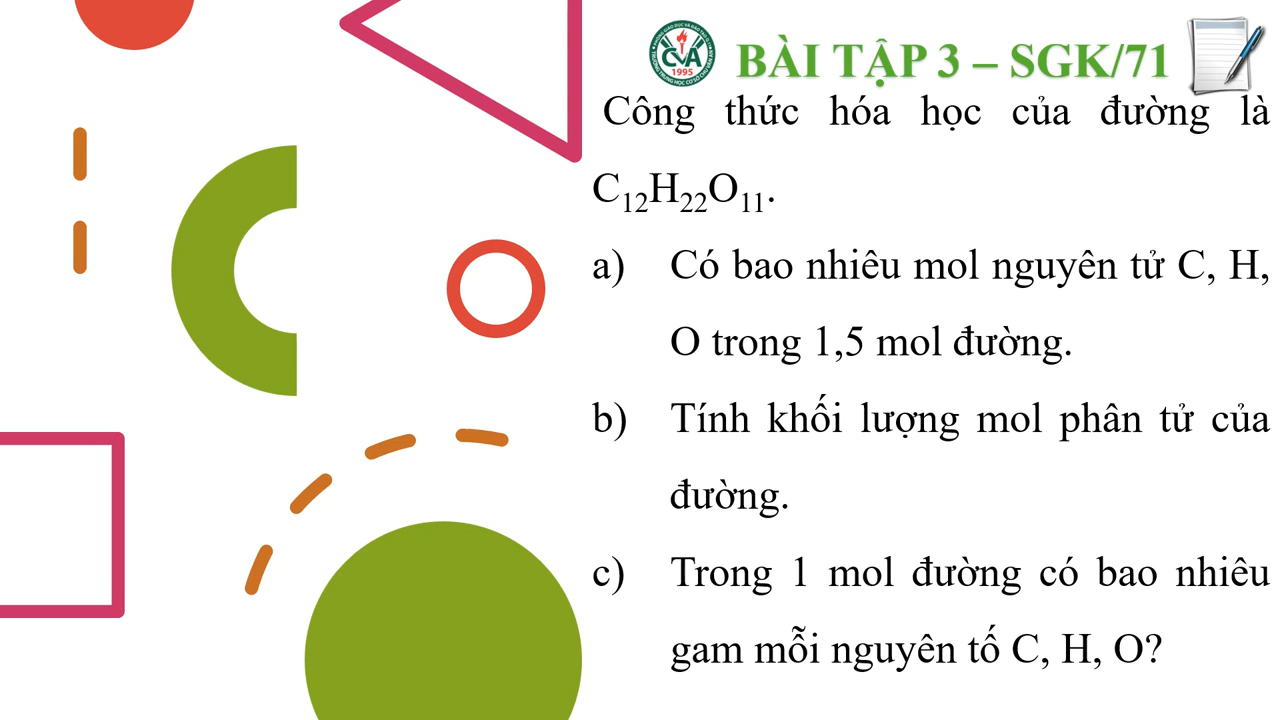 CVA
1995
BÀI TẬP 3 – SGK/71
Công thức hóa học của đường là
C₁₂H₂₂O₁₁.
a) Có bao nhiêu mol nguyên tử C, H,
O trong 1,5 mol đường.
b) Tính khối lượng mol phân tử của
đường.
c) Trong 1 mol đường có bao nhiêu
gam mỗi nguyên tố C, H, O?